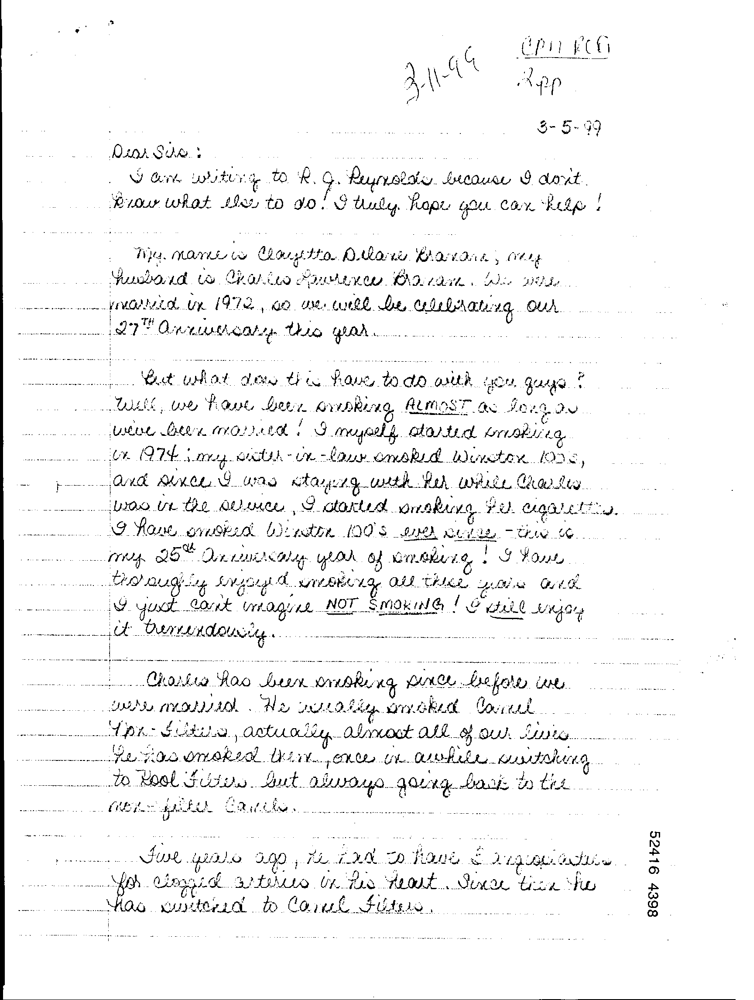 3-11-99
2 pp
3-5-99
Dear Sirs:
I am writing to R.J. Reynolds because I don't
know what else to do! I truly hope you can help!
My name is Clayetta Delane Branam; my
husband is Charles Lawrence Branam. We were
married in 1972, so we will be celebrating our
27TH Anniversary this year.
But what does this have to do with you guys?
Well, we have been smoking ALMOST as long as
we've been married! I myself started smoking
in 1974; my sister-in-law smoked Winston 100s,
and since I was staying with her while Charles
was in the service, I started smoking her cigarettes.
I have smoked Winston 100's ever since - this is
my 25th Anniversary year of smoking! I have
thoroughly enjoyed smoking all these years and
I just can't imagine NOT SMOKING! I still enjoy
it tremendously.
Charles has been smoking since before we
were married. He usually smoked Camel
Non-Filters, actually almost all of our lives
he has smoked them, once in awhile switching
to Kool Filters but always going back to the
non-filter Camels.
Five years ago, he had to have angioplasties
for clogged arteries in his heart. Since then he
has switched to Camel Filters.
52416 4398